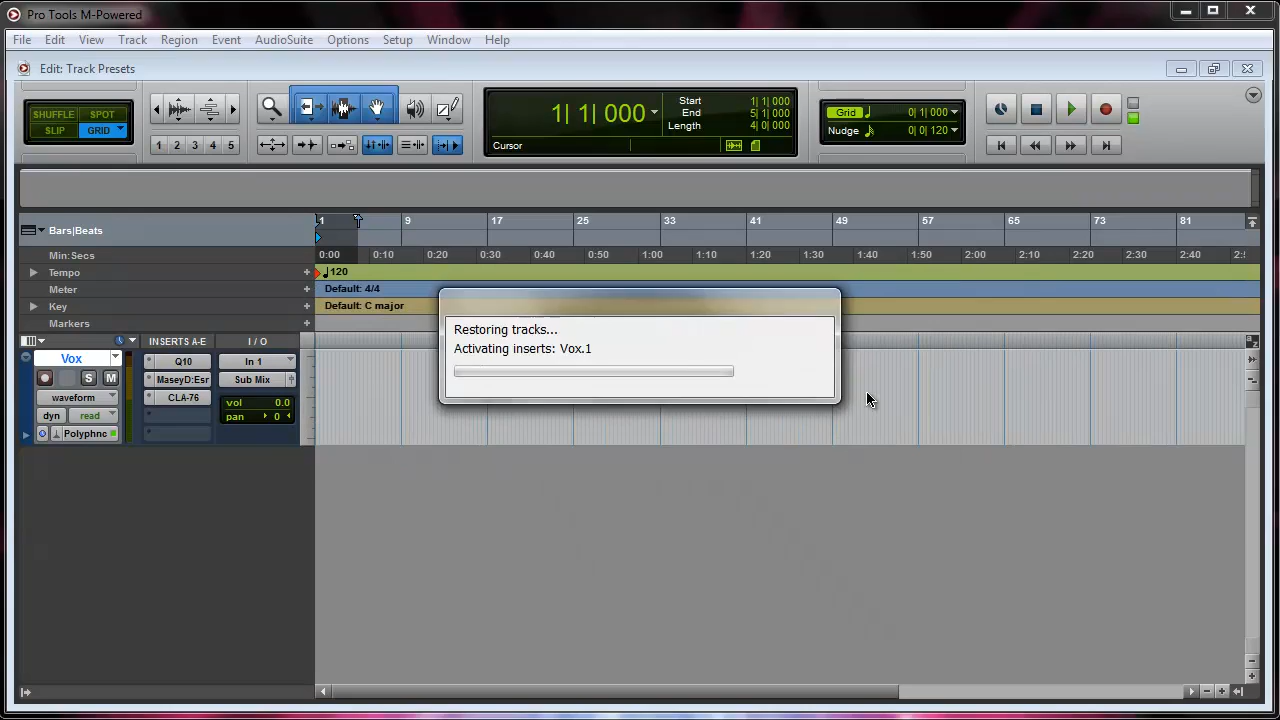 Pro Tools M-Powered
File Edit View Track Region Event AudioSuite Options Setup Window Help
Edit: Track Presets
SHUFFLE SPOT
SLIP GRID
1 2 3 4 5
1| 1| 000
Start 1| 1| 000
End 5| 1| 000
Length 4| 0| 000
Cursor
Grid 0| 1| 000
Nudge 0| 0| 120
Bars|Beats 1 9 17 25 33 41 49 57 65 73 81
Min:Secs 0:00 0:10 0:20 0:30 0:40 0:50 1:00 1:10 1:20 1:30 1:40 1:50 2:00 2:10 2:30
Tempo + 120
Meter + Default: 4/4
Key + Default: C major
Markers +
INSERTS A-E I / O
Vox
S M
waveform
dyn read
Polyphnc
Q10
MaseyD:Esr
CLA-76
In 1
Sub Mix
vol 0.0
pan 0
Restoring tracks...
Activating inserts: Vox.1